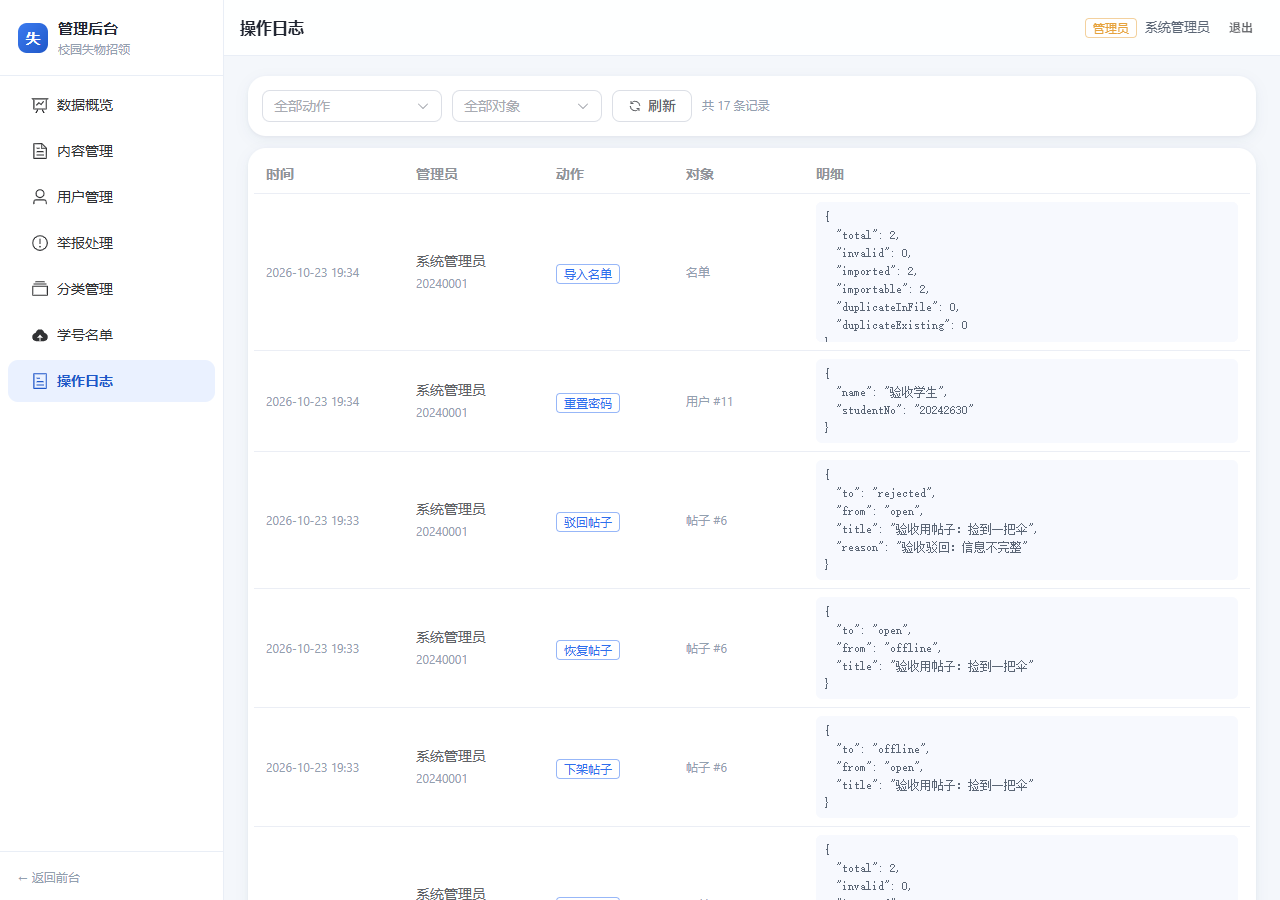 失
管理后台
校园失物招领
数据概览
内容管理
用户管理
举报处理
分类管理
学号名单
操作日志
← 返回前台
操作日志
管理员 系统管理员 退出
全部动作 全部对象 刷新 共 17 条记录
时间 管理员 动作 对象 明细
2026-10-23 19:34
系统管理员
20240001
导入名单
名单
{
"total": 2,
"invalid": 0,
"imported": 2,
"importable": 2,
"duplicateInFile": 0,
"duplicateExisting": 0
2026-10-23 19:34
系统管理员
20240001
重置密码
用户 #11
{
"name": "验收学生",
"studentNo": "20242630"
}
2026-10-23 19:33
系统管理员
20240001
驳回帖子
帖子 #6
{
"to": "rejected",
"from": "open",
"title": "验收用帖子：捡到一把伞",
"reason": "验收驳回：信息不完整"
}
2026-10-23 19:33
系统管理员
20240001
恢复帖子
帖子 #6
{
"to": "open",
"from": "offline",
"title": "验收用帖子：捡到一把伞"
}
2026-10-23 19:33
系统管理员
20240001
下架帖子
帖子 #6
{
"to": "offline",
"from": "open",
"title": "验收用帖子：捡到一把伞"
}
系统管理员
{
"total": 2,
"invalid": 0,